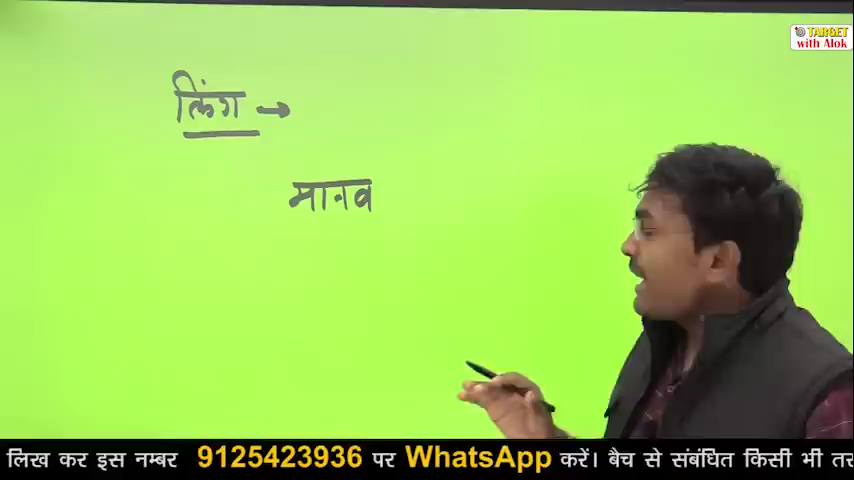 TARGET
with Alok
लिंग →
मानव
लिख कर इस नम्बर 9125423936 पर WhatsApp करें। बैच से संबंधित किसी भी